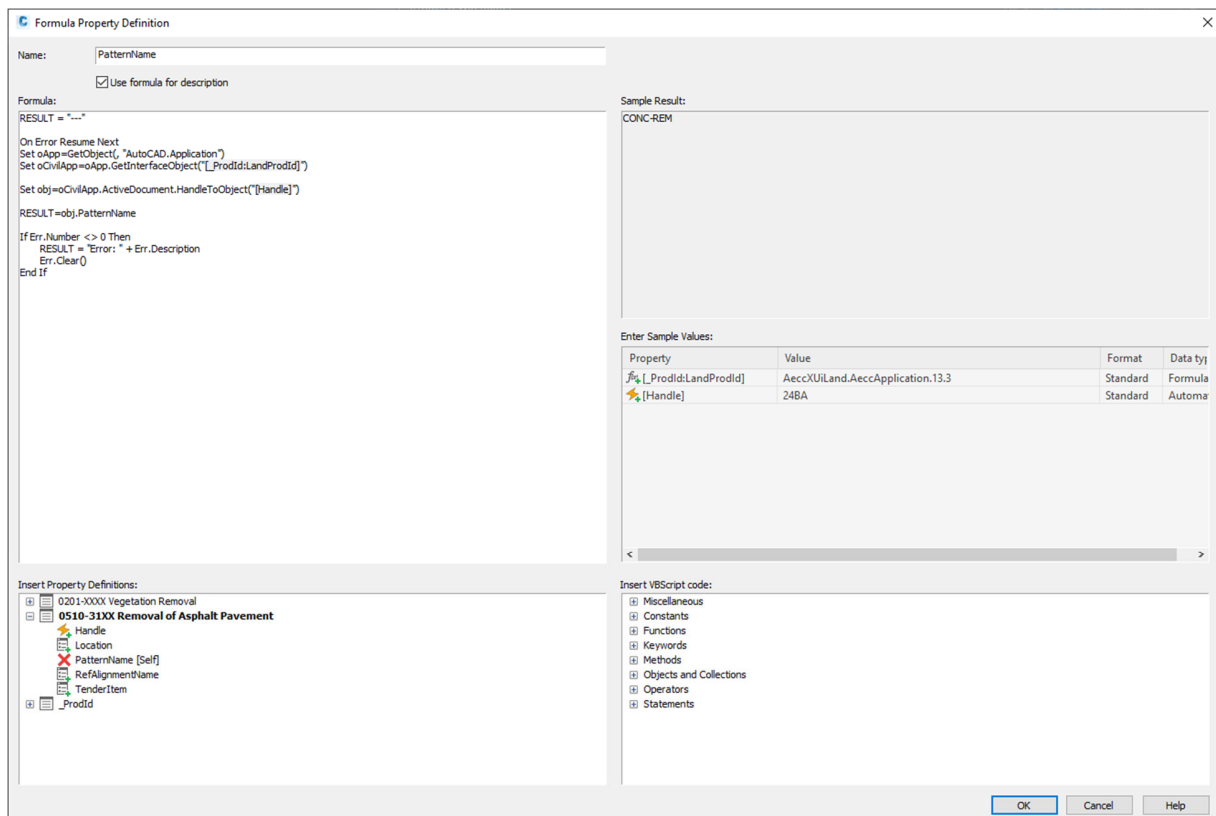 Formula Property Definition
Name:
PatternName
Use formula for description
Formula:
RESULT = "---"
On Error Resume Next
Set oApp=GetObject(, "AutoCAD.Application")
Set oCivilApp=oApp.GetInterfaceObject("[_ProdId:LandProdId]")
Set obj=oCivilApp.ActiveDocument.HandleToObject("[Handle]")
RESULT=obj.PatternName
If Err.Number <> 0 Then
RESULT = "Error: " + Err.Description
Err.Clear()
End If
Sample Result:
CONC-REM
Enter Sample Values:
Property Value Format Data typ
[_ProdId:LandProdId] AeccXUiLand.AeccApplication.13.3 Standard Formula
[Handle] 24BA Standard Automa
Insert Property Definitions:
0201-XXXX Vegetation Removal
0510-31XX Removal of Asphalt Pavement
Handle
Location
PatternName [Self]
RefAlignmentName
TenderItem
_ProdId
Insert VBScript code:
Miscellaneous
Constants
Functions
Keywords
Methods
Objects and Collections
Operators
Statements
OK Cancel Help